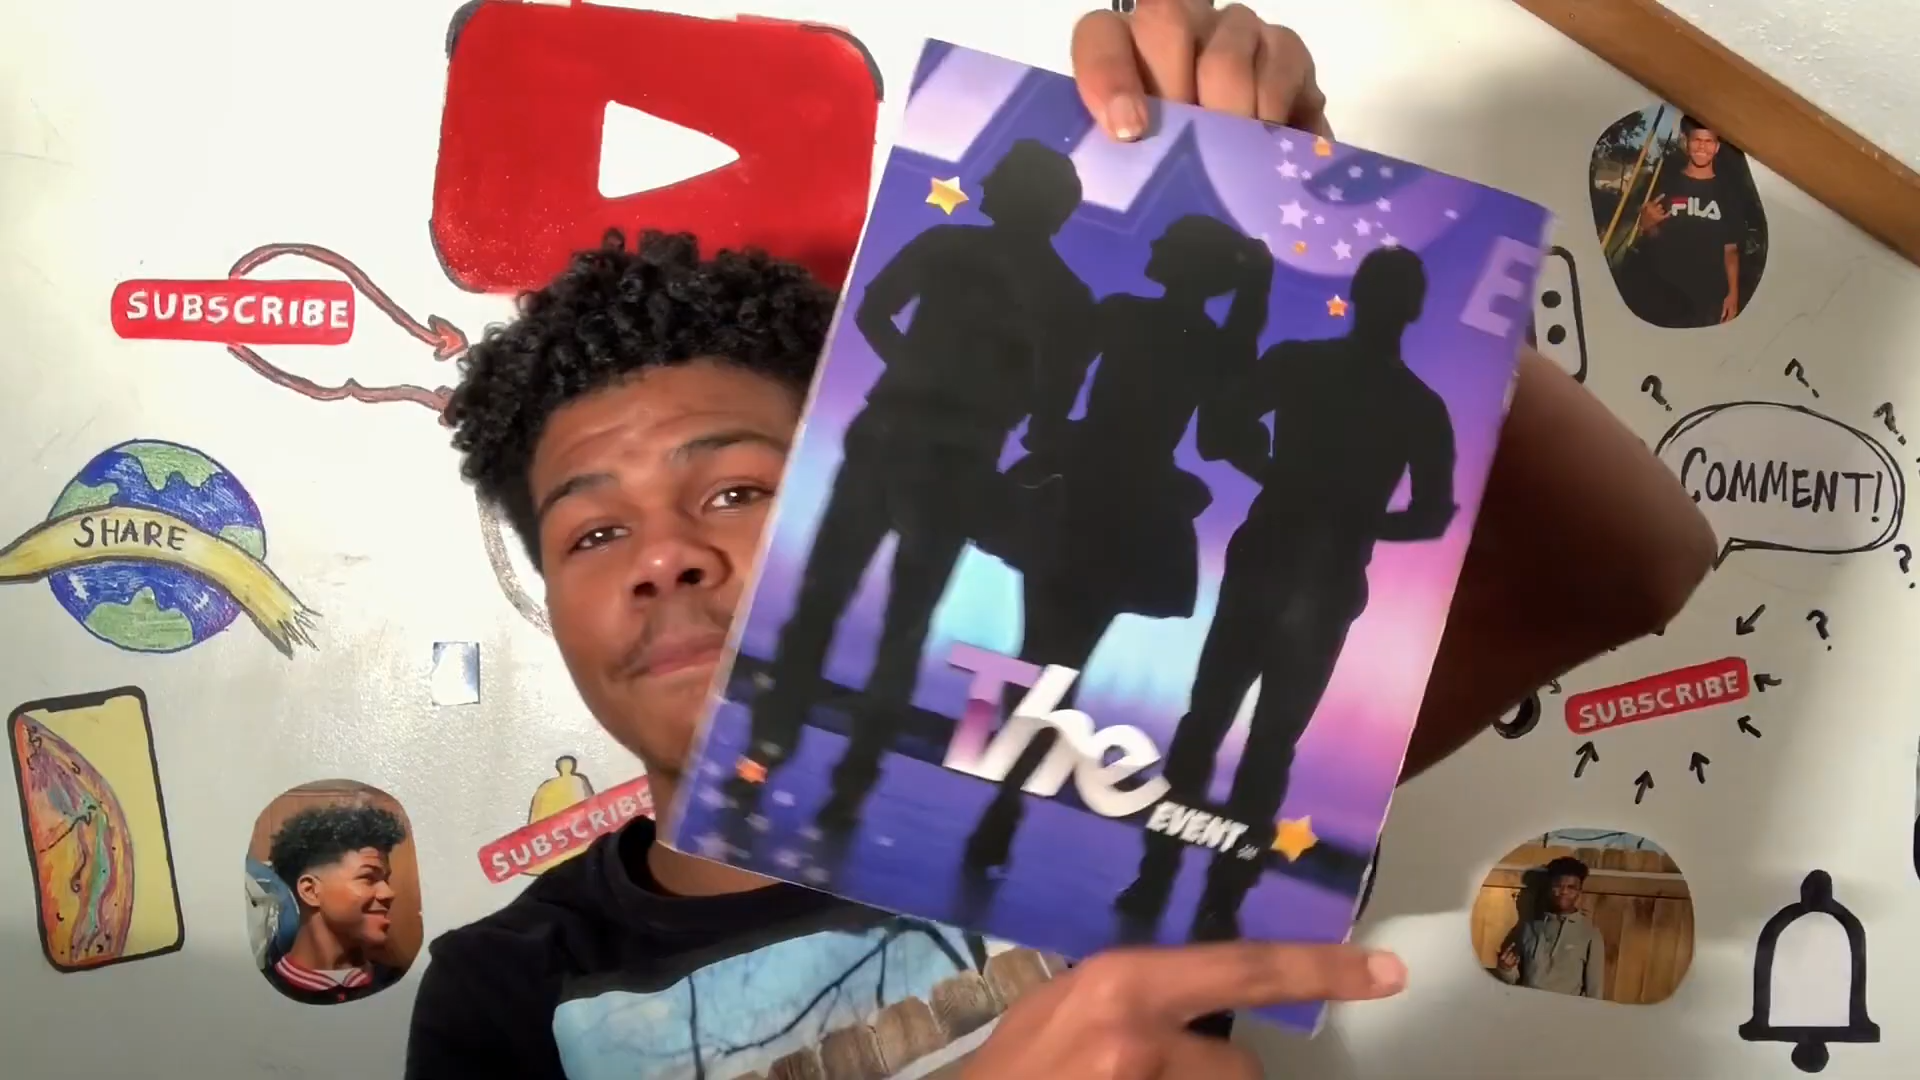 SUBSCRIBE
SHARE
SUBSCRIBE
E
The
EVENT
FILA
COMMENT!
SUBSCRIBE